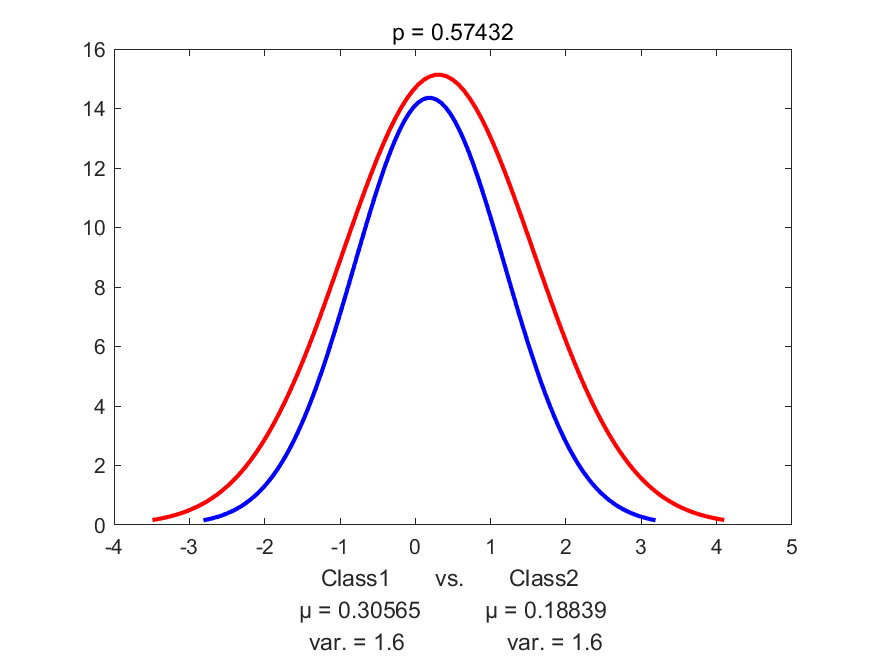 p = 0.57432
16
14
12
10
8
6
4
2
0
-4 -3 -2 -1 0 1 2 3 4 5
Class1 vs. Class2
μ = 0.30565 μ = 0.18839
var. = 1.6 var. = 1.6